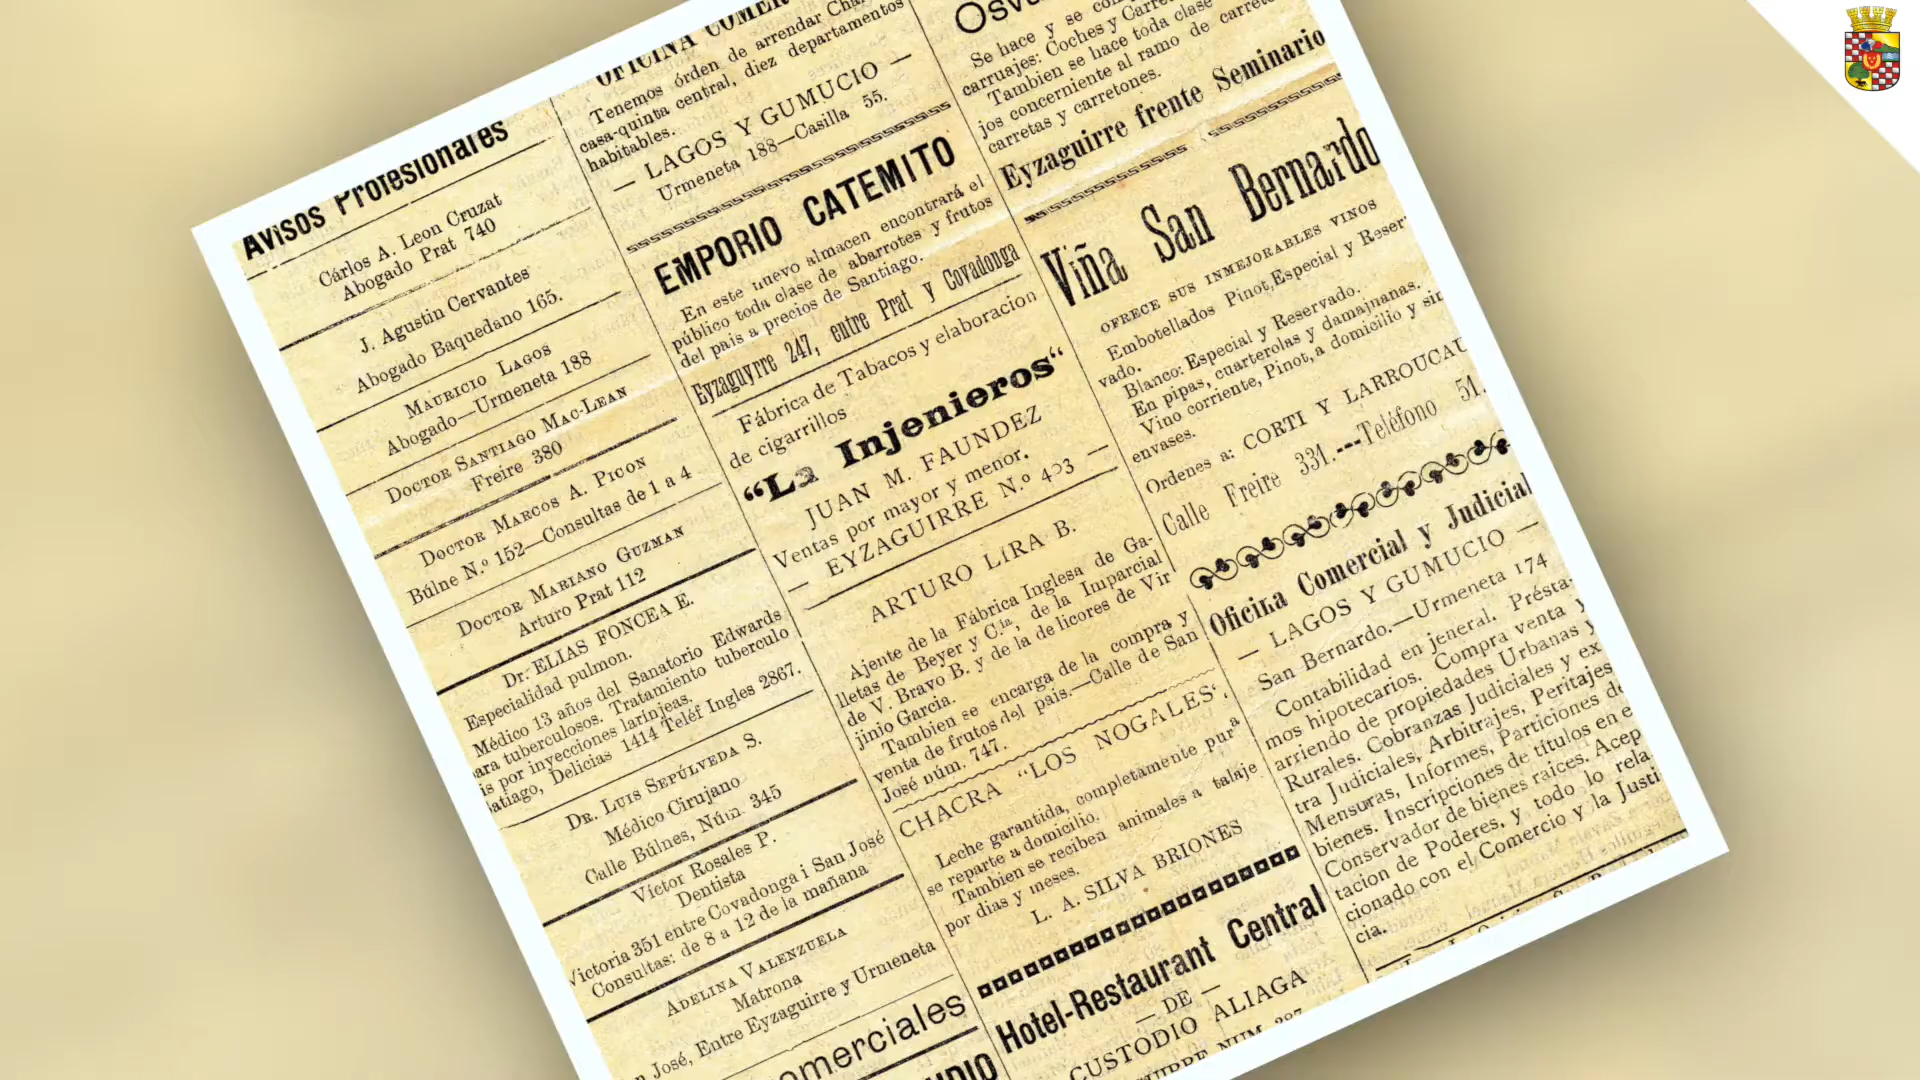 Avisos Profesionales
Cárlos A. Leon Cruzat
Abogado Prat 740
J. Agustin Cervantes
Abogado Baquedano 165.
MAURICIO LAGOS
Abogado—Urmeneta 188
DOCTOR SANTIAGO MAC-LEAN
Freire 380
DOCTOR MARCOS A. PICON
Búlne N.º 152—Consultas de 1 a 4
DOCTOR MARIANO GUZMAN
Arturo Prat 112
Dr. ELIAS FONCEA E.
Especialidad pulmon.
Médico 13 años del Sanatorio Edwards
para tuberculosos. Tratamiento tuberculo
is por inyecciones larinjeas.
Delicias 1414 Teléf Ingles 2867.
DR. LUIS SEPÚLVEDA S.
Médico Cirujano
Calle Búlnes, Núm. 345
Víctor Rosales P.
Dentista
Victoria 351 entre Covadonga i San José
Consultas: de 8 a 12 de la mañana
ADELINA VALENZUELA
Matrona
José, Entre Eyzaguirre y Urmeneta
OFICINA
Tenemos órden de arrendar
casa-quinta central, diez departamentos
habitables.
— LAGOS Y GUMUCIO —
Urmeneta 188—Casilla 55.
EMPORIO CATEMITO
En este nuevo almacen encontrará el
público toda clase de abarrotes y frutos
del pais a precios de Santiago.
Eyzaguyrre 247, entre Prat y Covadonga
Fábrica de Tabacos y elaboracion
de cigarrillos
“La Injenieros“
JUAN M. FAUNDEZ
Ventas por mayor y menor.
— EYZAGUIRRE N.º 403 —
ARTURO LIRA B.
Ajente de la Fábrica Inglesa de Ga-
lletas de Beyer y C.ia, de la Imparcial
de V. Bravo B. y de la de licores de Vir
jinio Garcia.
Tambien se encarga de la compra y
venta de frutos del pais.—Calle de San
José núm. 747.
CHACRA “LOS NOGALES“.
Leche garantida, completamente pura
se reparte a domicilio.
Tambien se reciben animales a talaje
por dias y meses.
L. A. SILVA BRIONES
Hotel-Restaurant Central
— DE —
CUSTODIO ALIAGA
Se hace y se
carruajes: Coches y
Tambien se hace toda clase
jos concerniente al ramo de
carretas y carretones.
Eyzaguirre frente Seminario
Viña San Bernardo
OFRECE SUS INMEJORABLES VINOS
Embotellados Pinot,Especial y Reser
vado.
Blanco: Especial y Reservado.
En pipas, cuarterolas y damajnanas.
Vino corriente, Pinot, a domicilio y sin
envases.
Ordenes a: CORTI Y LARROUCAU
Calle Freire 331.---Teléfono 51.
Oficina Comercial y Judicial
— LAGOS Y GUMUCIO —
San Bernardo.—Urmeneta 174
Contabilidad en jeneral. Présta-
mos hipotecarios. Compra venta y
arriendo de propiedades Urbanas y
Rurales. Cobranzas Judiciales y ex
tra Judiciales, Arbitrajes, Peritajes
Mensuras, Informes, Particiones de
bienes. Inscripciones de títulos en e
Conservador de bienes raices. Acep
tacion de Poderes, y todo lo rela
cionado con el Comercio y la Justi
cia.